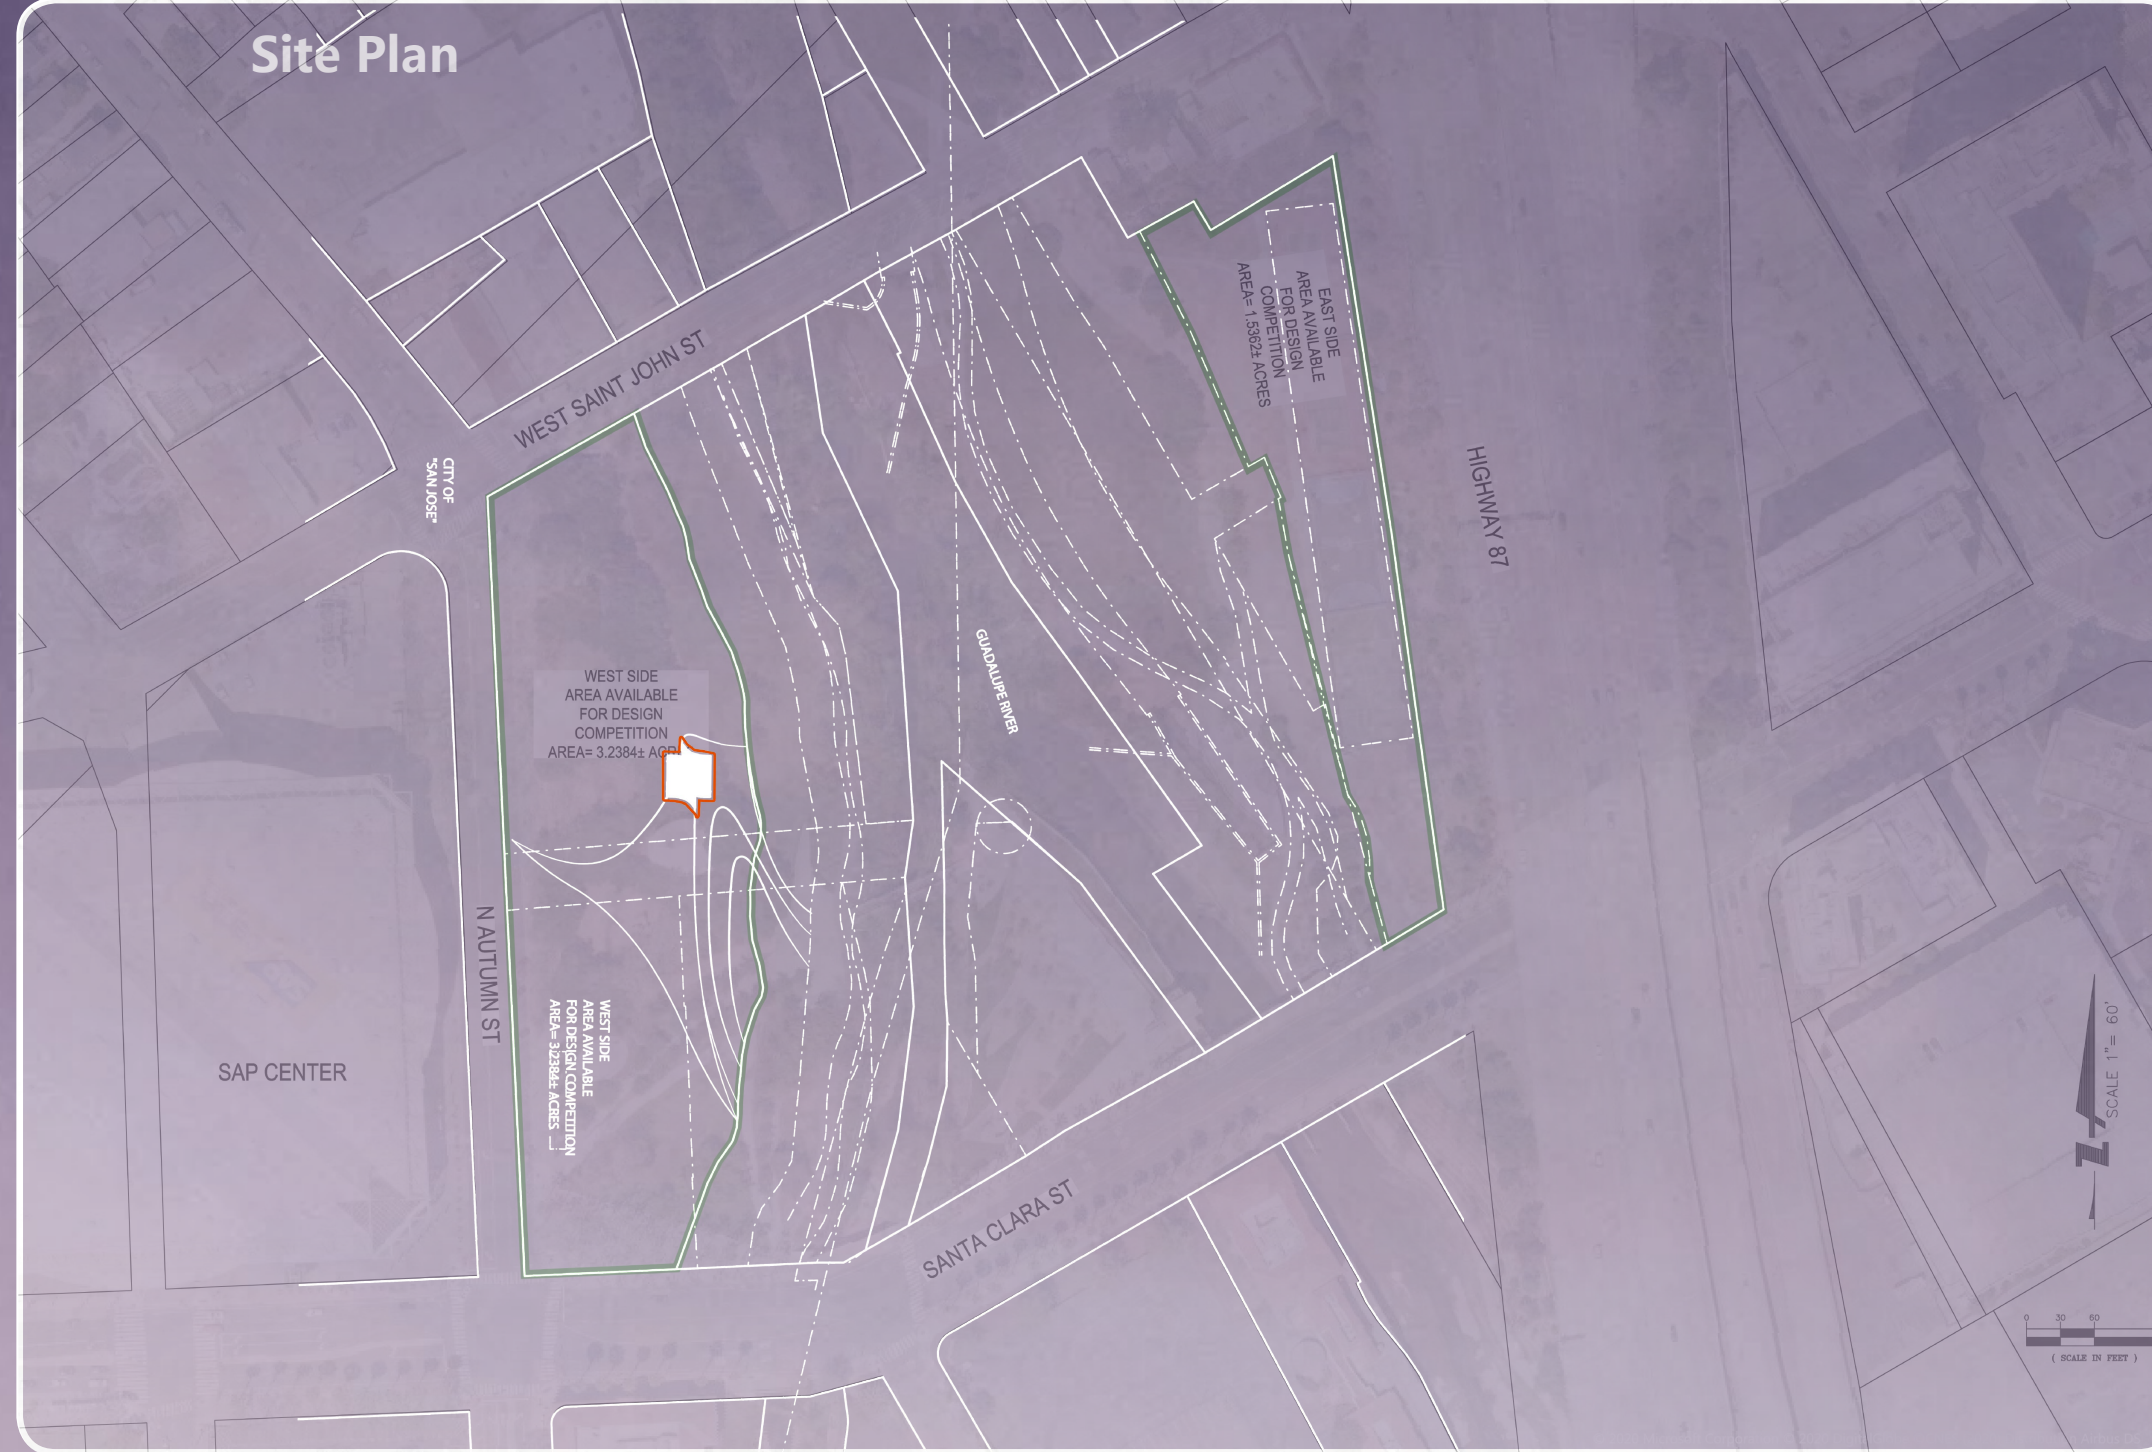 Site Plan
WEST SAINT JOHN ST
CITY OF
"SAN JOSE"
EAST SIDE
AREA AVAILABLE
FOR DESIGN
COMPETITION
AREA= 1.5362± ACRES
HIGHWAY 87
GUADALUPE RIVER
WEST SIDE
AREA AVAILABLE
FOR DESIGN
COMPETITION
AREA= 3.2384±
N AUTUMN ST
SAP CENTER
WEST SIDE
AREA AVAILABLE
FOR DESIGN COMPETITION
AREA= 3.2384± ACRES
SANTA CLARA ST
SCALE 1"= 60'
N
0 30 60
( SCALE IN FEET )